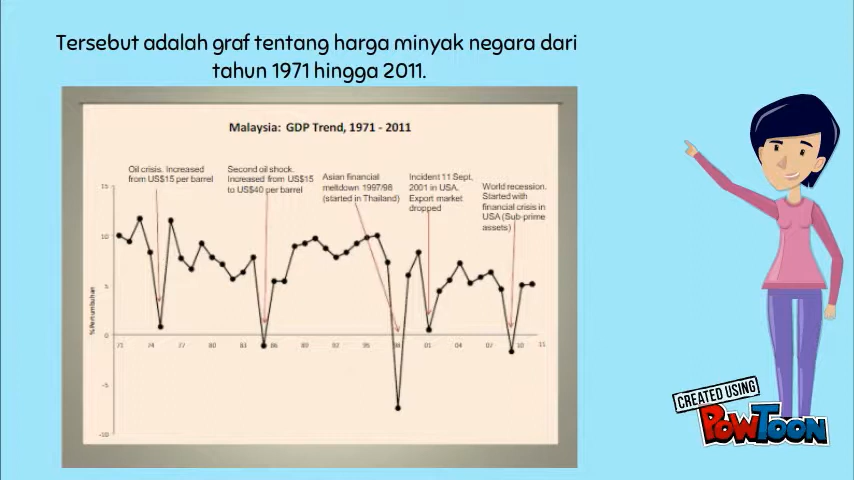 Tersebut adalah graf tentang harga minyak negara dari
tahun 1971 hingga 2011.
Malaysia: GDP Trend, 1971 - 2011
Oil crisis. Increased
from US$15 per barrel
Second oil shock.
Increased from US$15
to US$40 per barrel
Asian financial
meltdown 1997/98
(started in Thailand)
Incident 11 Sept,
2001 in USA.
Export market
dropped
World recession.
Started with
financial crisis in
USA (Sub-prime
assets)
% Pertumbuhan
15
10
5
0
-5
-10
71 74 77 80 83 86 89 92 95 98 01 04 07 10 11
CREATED USING
POWTOON